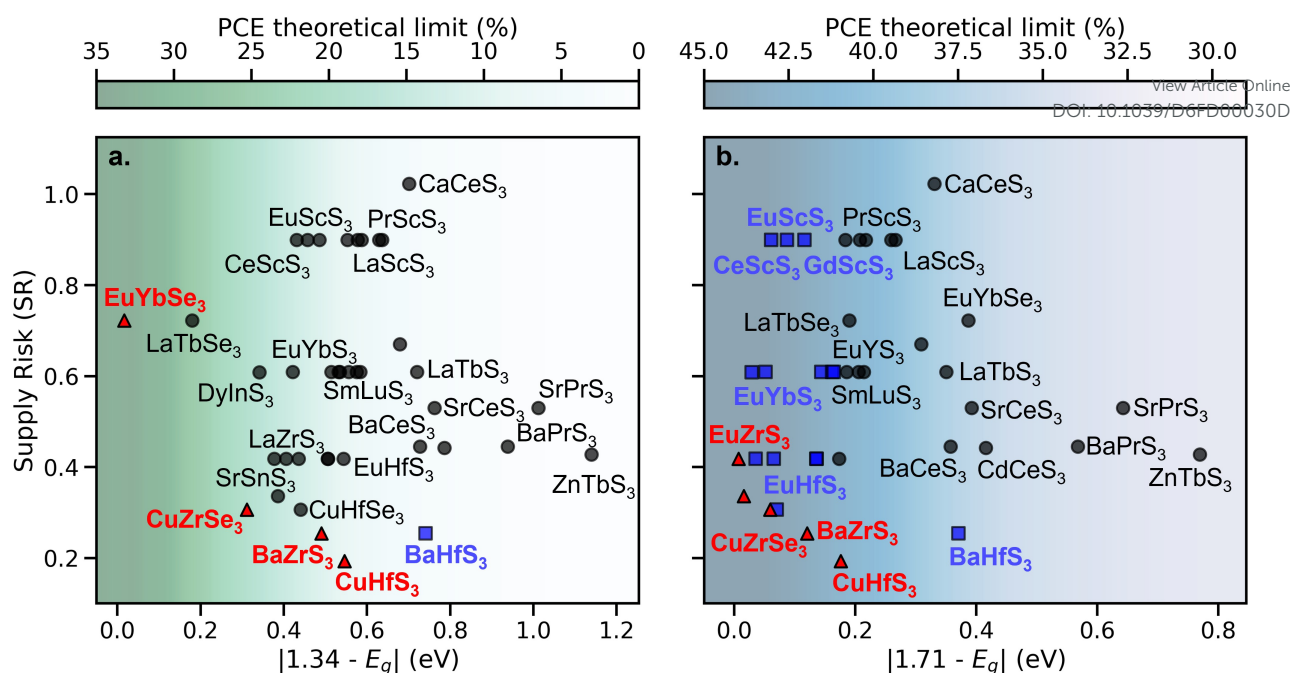 PCE theoretical limit (%)
35 30 25 20 15 10 5 0
PCE theoretical limit (%)
45.0 42.5 40.0 37.5 35.0 32.5 30.0
View Article Online
DOI: 10.1039/D6FD00030D
Supply Risk (SR)
1.0
0.8
0.6
0.4
0.2
a.
CaCeS₃
EuScS₃ PrScS₃
CeScS₃ LaScS₃
EuYbSe₃
LaTbSe₃
EuYbS₃
LaTbS₃
DyInS₃ SmLuS₃
SrPrS₃
SrCeS₃
BaCeS₃
BaPrS₃
LaZrS₃
EuHfS₃
SrSnS₃
ZnTbS₃
CuZrSe₃
CuHfSe₃
BaZrS₃
BaHfS₃
CuHfS₃
0.0 0.2 0.4 0.6 0.8 1.0 1.2
|1.34 - Eg| (eV)
b.
CaCeS₃
EuScS₃ PrScS₃
CeScS₃ GdScS₃ LaScS₃
EuYbSe₃
LaTbSe₃
EuYS₃
LaTbS₃
EuYbS₃ SmLuS₃
SrCeS₃ SrPrS₃
EuZrS₃
BaPrS₃
BaCeS₃ CdCeS₃ ZnTbS₃
EuHfS₃
BaZrS₃
CuZrSe₃
BaHfS₃
CuHfS₃
0.0 0.2 0.4 0.6 0.8
|1.71 - Eg| (eV)